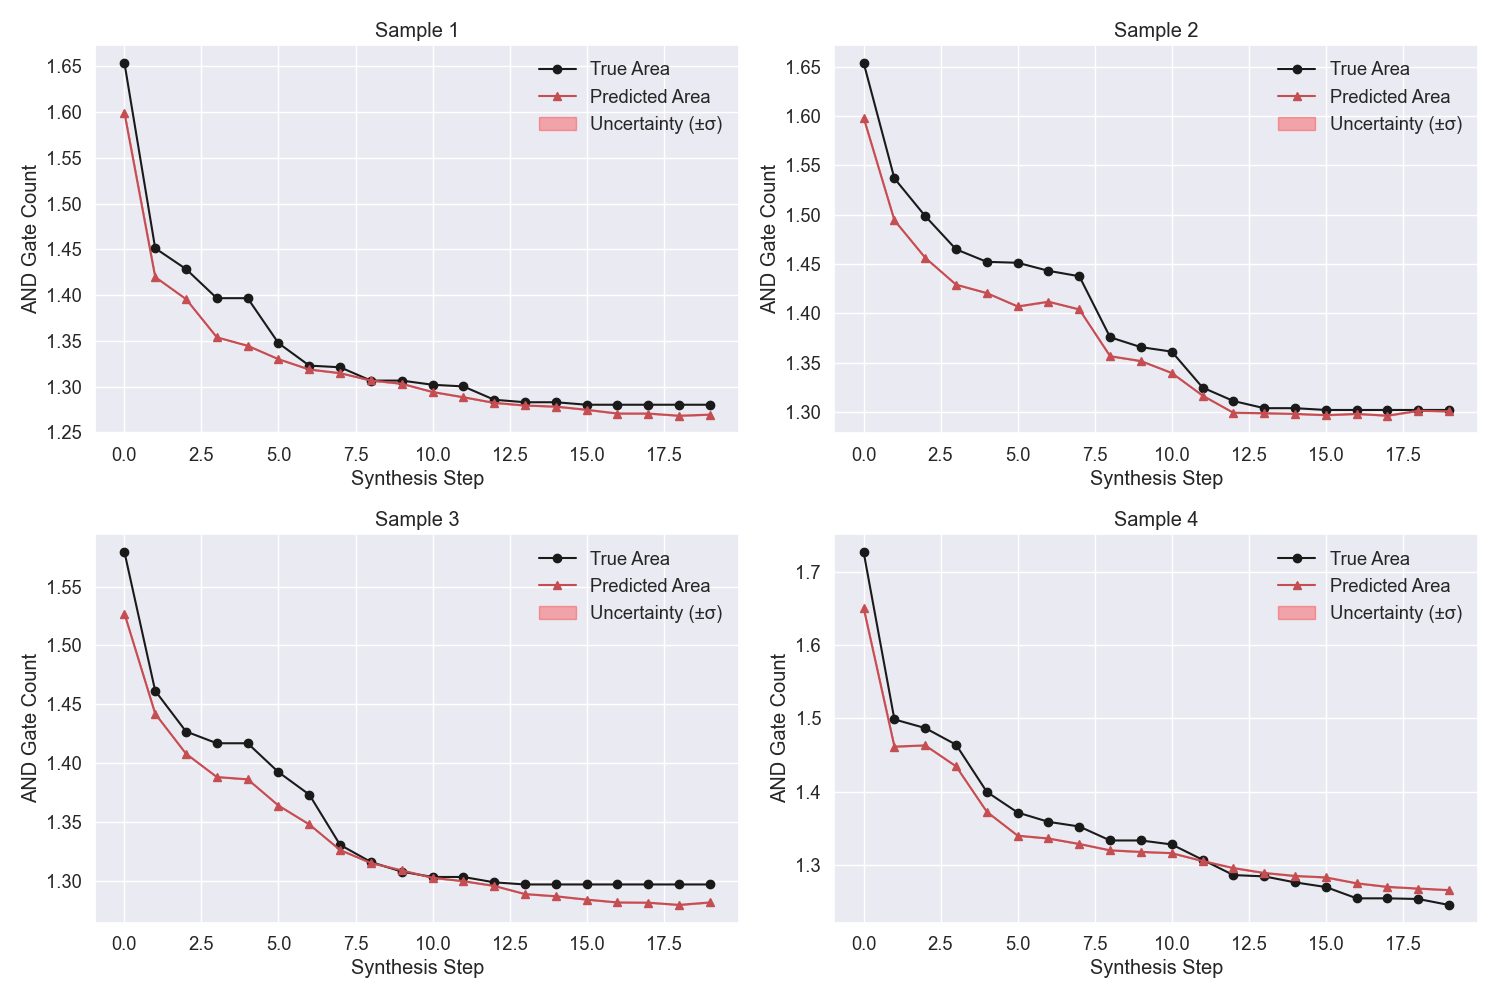 Sample 1
True Area
Predicted Area
Uncertainty (±σ)
AND Gate Count
1.65
1.60
1.55
1.50
1.45
1.40
1.35
1.30
1.25
0.0 2.5 5.0 7.5 10.0 12.5 15.0 17.5
Synthesis Step
Sample 2
True Area
Predicted Area
Uncertainty (±σ)
AND Gate Count
1.65
1.60
1.55
1.50
1.45
1.40
1.35
1.30
0.0 2.5 5.0 7.5 10.0 12.5 15.0 17.5
Synthesis Step
Sample 3
True Area
Predicted Area
Uncertainty (±σ)
AND Gate Count
1.55
1.50
1.45
1.40
1.35
1.30
0.0 2.5 5.0 7.5 10.0 12.5 15.0 17.5
Synthesis Step
Sample 4
True Area
Predicted Area
Uncertainty (±σ)
AND Gate Count
1.7
1.6
1.5
1.4
1.3
0.0 2.5 5.0 7.5 10.0 12.5 15.0 17.5
Synthesis Step